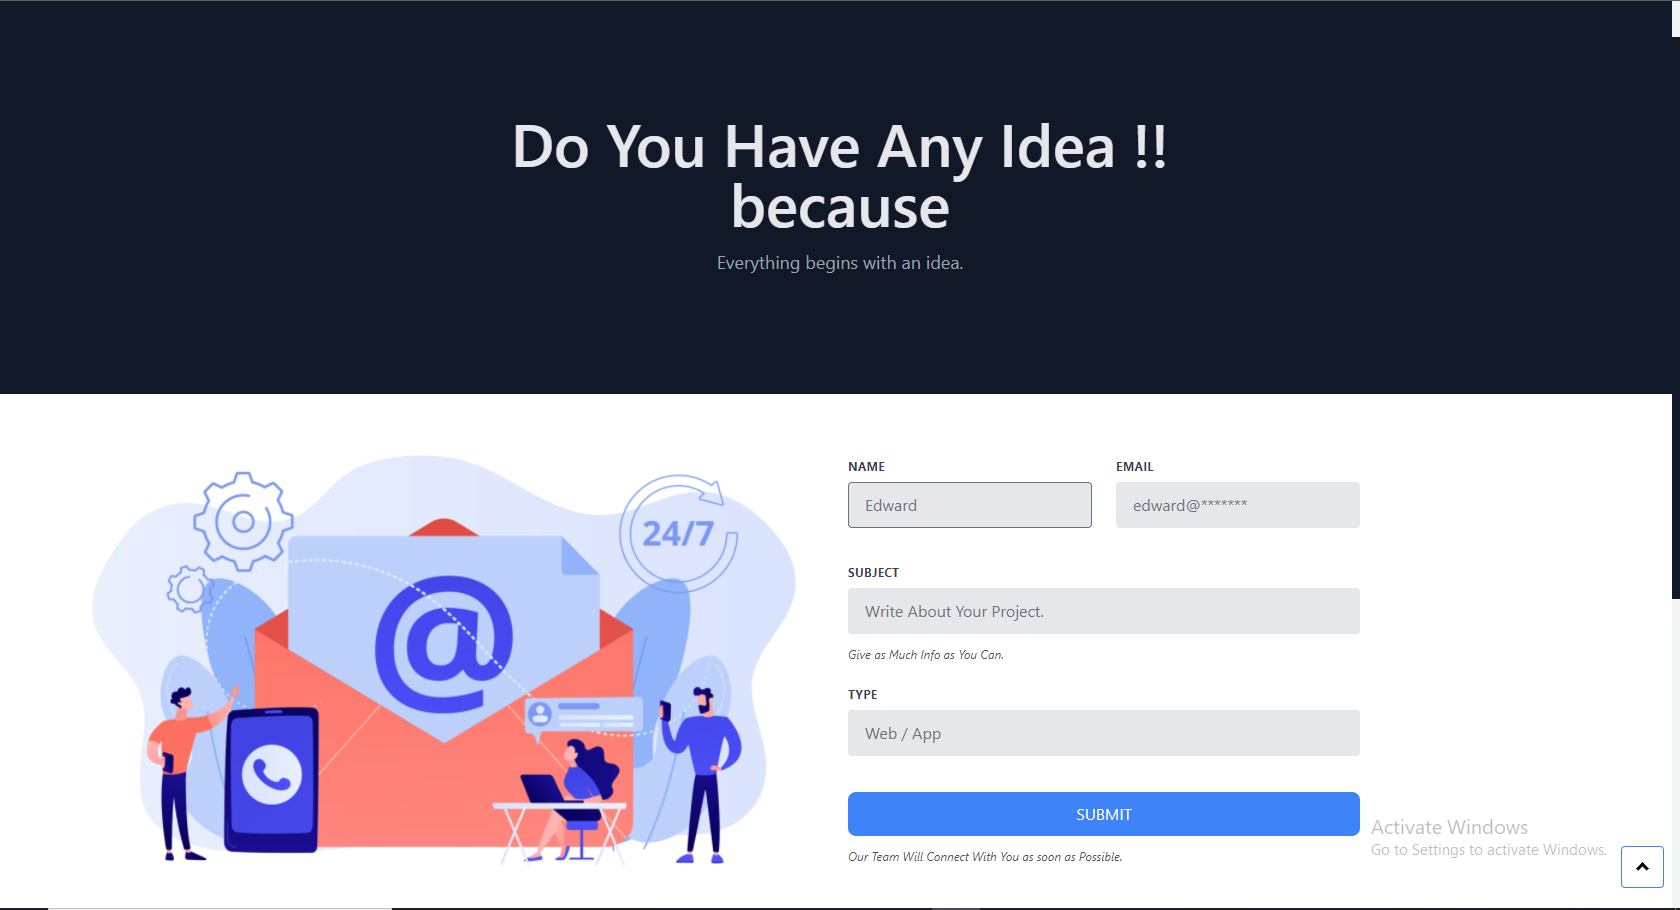 Do You Have Any Idea !!
because
Everything begins with an idea.
24/7
@
NAME
EMAIL
Edward
edward@*******
SUBJECT
Write About Your Project.
Give as Much Info as You Can.
TYPE
Web / App
SUBMIT
Our Team Will Connect With You as soon as Possible.
Activate Windows
Go to Settings to activate Windows.